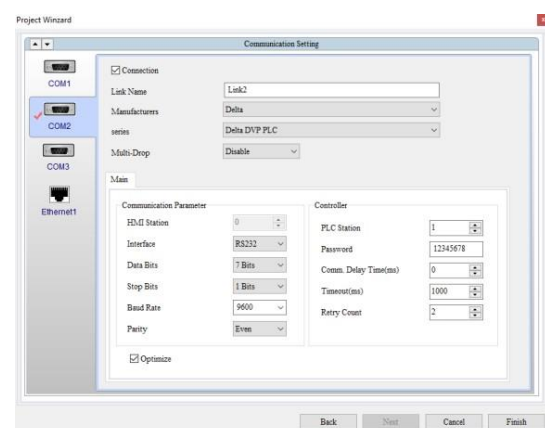 Project Winzard
Communication Setting
COM1
COM2
COM3
Ethernet1
Connection
Link Name Link2
Manufacturers Delta
series Delta DVP PLC
Multi-Drop Disable
Main
Communication Parameter
HMI Station 0
Interface RS232
Data Bits 7 Bits
Stop Bits 1 Bits
Baud Rate 9600
Parity Even
Optimize
Controller
PLC Station 1
Password 12345678
Comm. Delay Time(ms) 0
Timeout(ms) 1000
Retry Count 2
Back Next Cancel Finish